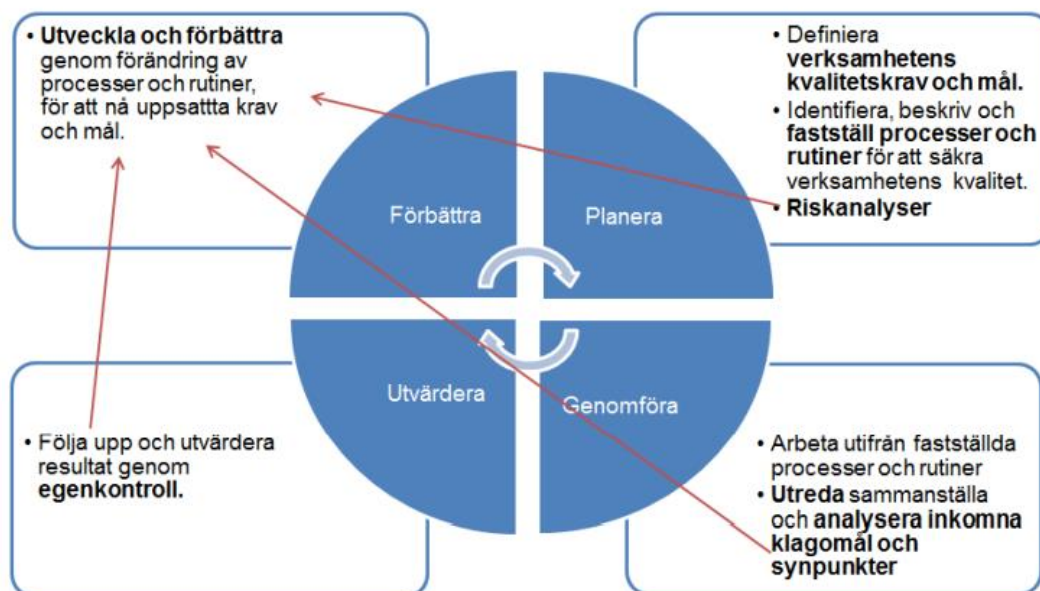 • Utveckla och förbättra
genom förändring av
processer och rutiner,
för att nå uppsattta krav
och mål.
• Definiera
verksamhetens
kvalitetskrav och mål.
• Identifiera, beskriv och
fastställ processer och
rutiner för att säkra
verksamhetens kvalitet.
• Riskanalyser
Förbättra
Planera
Utvärdera
Genomföra
• Följa upp och utvärdera
resultat genom
egenkontroll.
• Arbeta utifrån fastställda
processer och rutiner
• Utreda sammanställa
och analysera inkomna
klagomål och
synpunkter